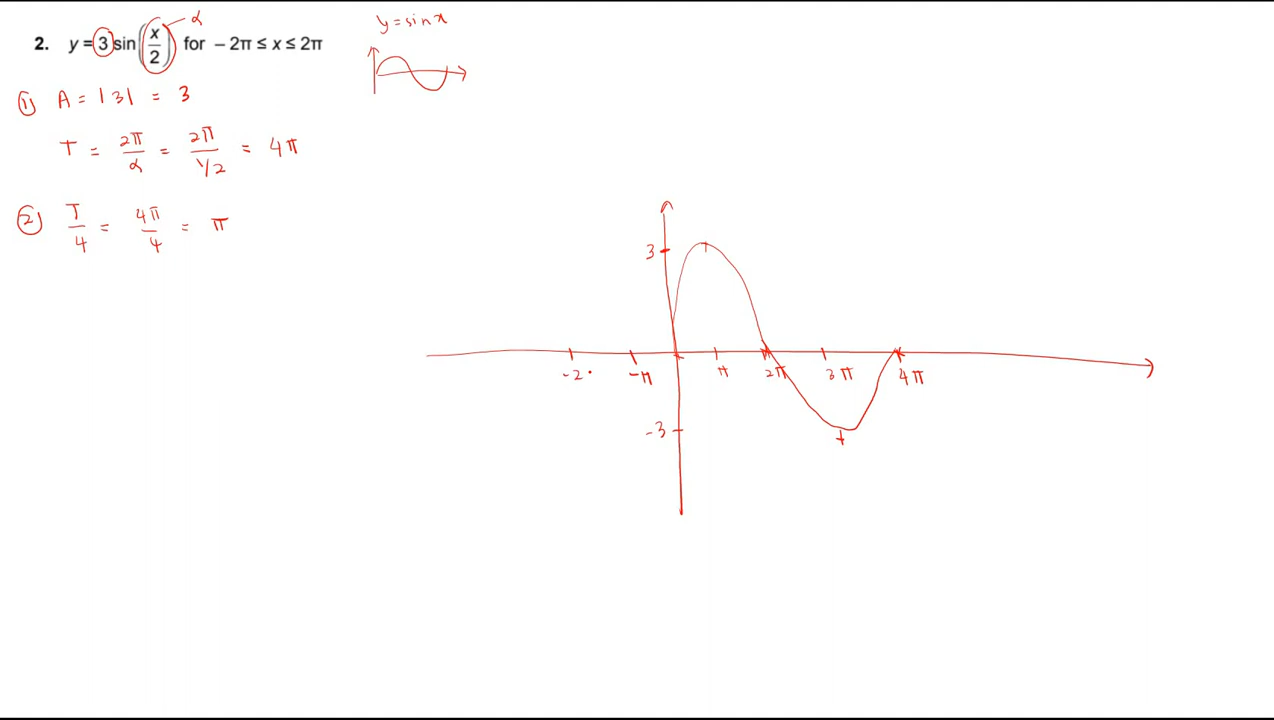 2. y = 3 sin(x/2) for – 2π ≤ x ≤ 2π
α
y = sin x
① A = |3| = 3
T = 2π/α = 2π/(1/2) = 4π
② T/4 = 4π/4 = π
3
-2 -π π 2π 3π 4π
-3